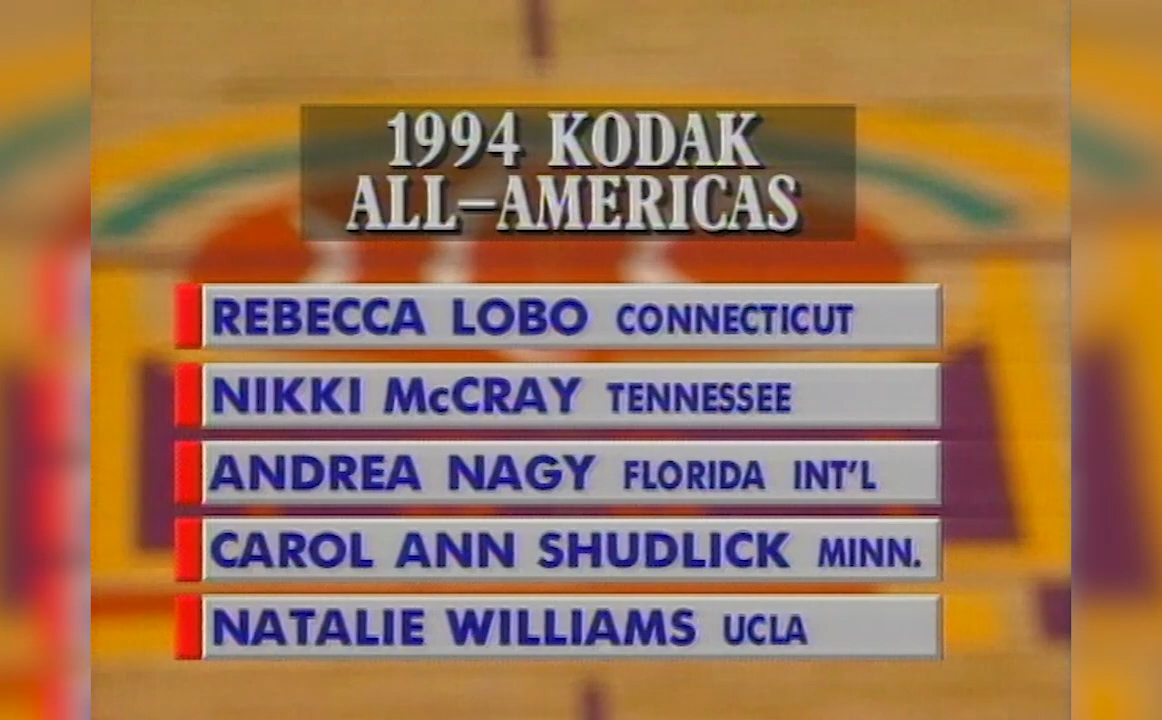 1994 KODAK
ALL-AMERICAS
REBECCA LOBO CONNECTICUT
NIKKI McCRAY TENNESSEE
ANDREA NAGY FLORIDA INT'L
CAROL ANN SHUDLICK MINN.
NATALIE WILLIAMS UCLA